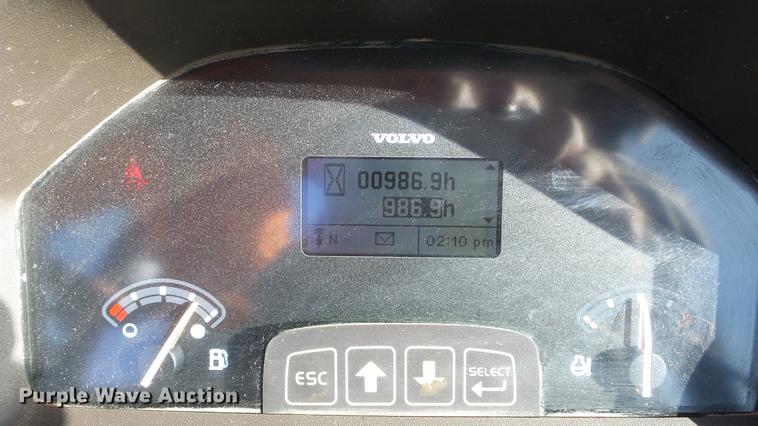 VOLVO
00986.9h
986.9h
N 02:10 pm
ESC SELECT
Purple Wave Auction